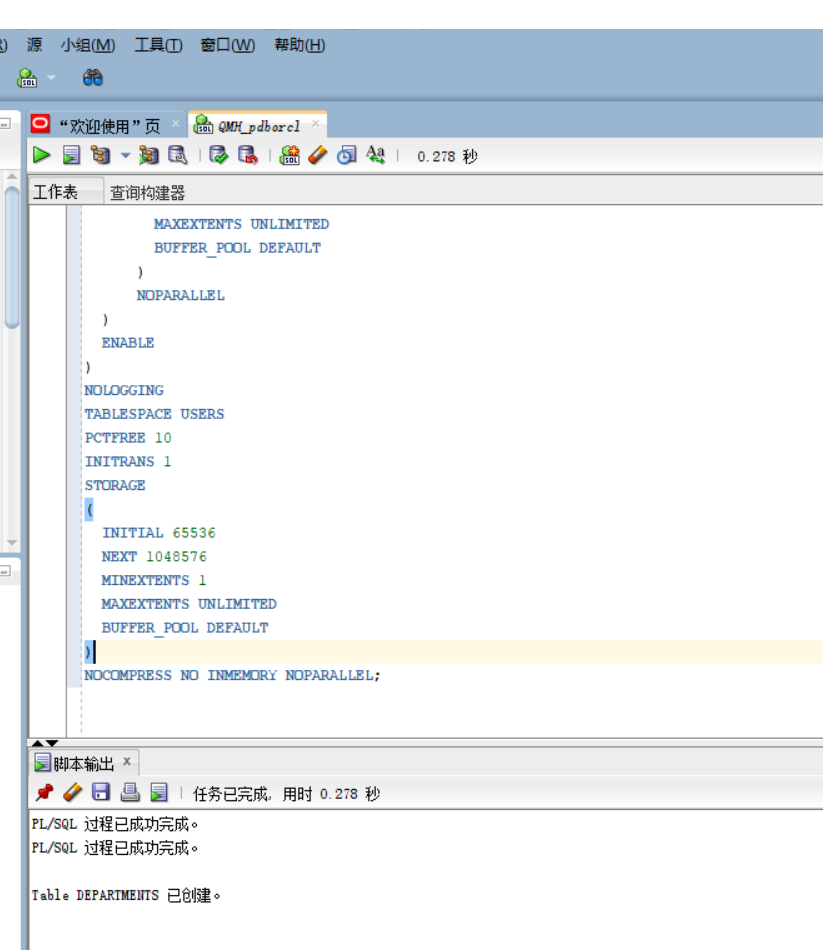 源 小组(M) 工具(T) 窗口(W) 帮助(H)
“欢迎使用”页 QMH_pdborcl
0.278 秒
工作表 查询构建器
MAXEXTENTS UNLIMITED
BUFFER_POOL DEFAULT
)
NOPARALLEL
)
ENABLE
)
NOLOGGING
TABLESPACE USERS
PCTFREE 10
INITRANS 1
STORAGE
(
INITIAL 65536
NEXT 1048576
MINEXTENTS 1
MAXEXTENTS UNLIMITED
BUFFER_POOL DEFAULT
)
NOCOMPRESS NO INMEMORY NOPARALLEL;
脚本输出
任务已完成, 用时 0.278 秒
PL/SQL 过程已成功完成。
PL/SQL 过程已成功完成。
Table DEPARTMENTS 已创建。